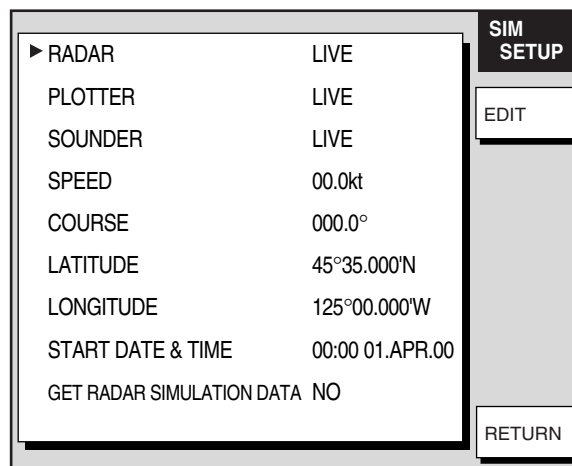 SIM
SETUP
▶RADAR LIVE
PLOTTER LIVE
SOUNDER LIVE
SPEED 00.0kt
COURSE 000.0°
LATITUDE 45°35.000'N
LONGITUDE 125°00.000'W
START DATE & TIME 00:00 01.APR.00
GET RADAR SIMULATION DATA NO
EDIT
RETURN